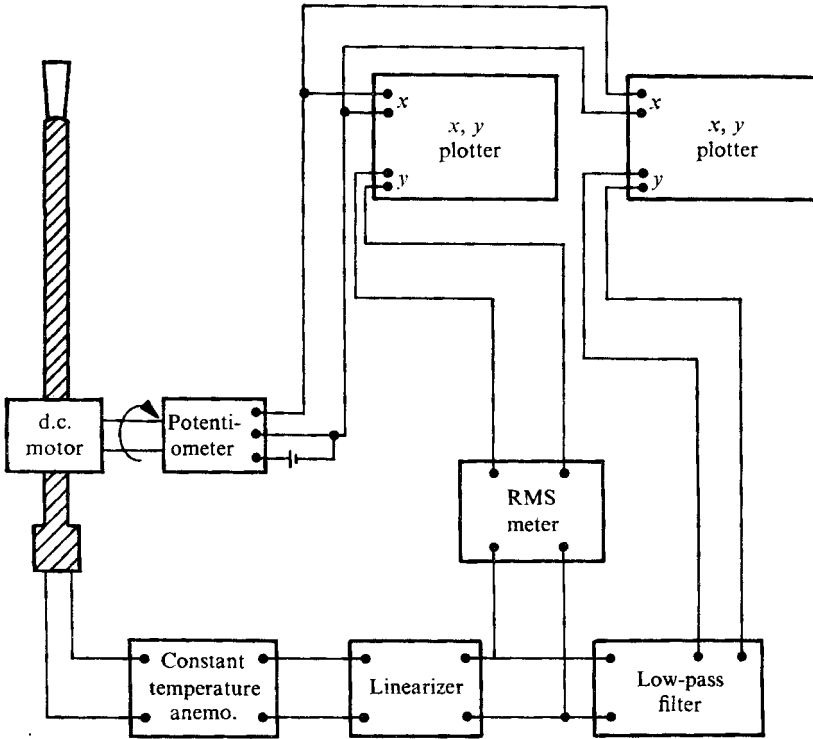 x
x, y
plotter
y
x
x, y
plotter
y
d.c.
motor
Potenti-
ometer
RMS
meter
Constant
temperature
anemo.
Linearizer
Low-pass
filter